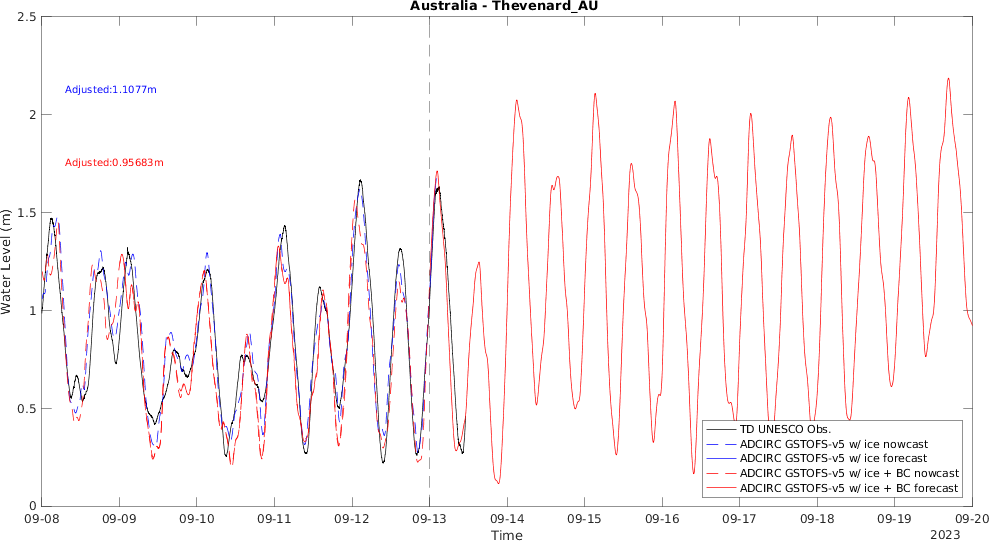 Australia - Thevenard_AU
2.5
2
1.5
1
0.5
0
Water Level (m)
Adjusted:1.1077m
Adjusted:0.95683m
TD UNESCO Obs.
ADCIRC GSTOFS-v5 w/ ice nowcast
ADCIRC GSTOFS-v5 w/ ice forecast
ADCIRC GSTOFS-v5 w/ ice + BC nowcast
ADCIRC GSTOFS-v5 w/ ice + BC forecast
09-08 09-09 09-10 09-11 09-12 09-13 09-14 09-15 09-16 09-17 09-18 09-19 09-20
Time
2023